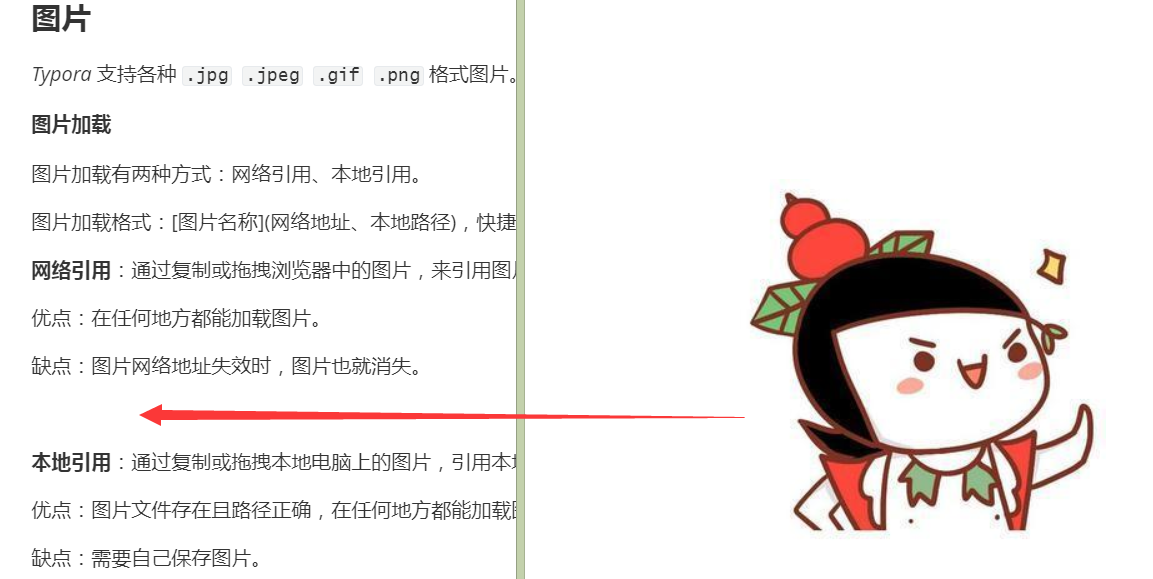 图片
Typora 支持各种 .jpg .jpeg .gif .png 格式图片。
图片加载
图片加载有两种方式：网络引用、本地引用。
图片加载格式：[图片名称](网络地址、本地路径)，快捷
网络引用：通过复制或拖拽浏览器中的图片，来引用图
优点：在任何地方都能加载图片。
缺点：图片网络地址失效时，图片也就消失。
本地引用：通过复制或拖拽本地电脑上的图片，引用本
优点：图片文件存在且路径正确，在任何地方都能加载
缺点：需要自己保存图片。